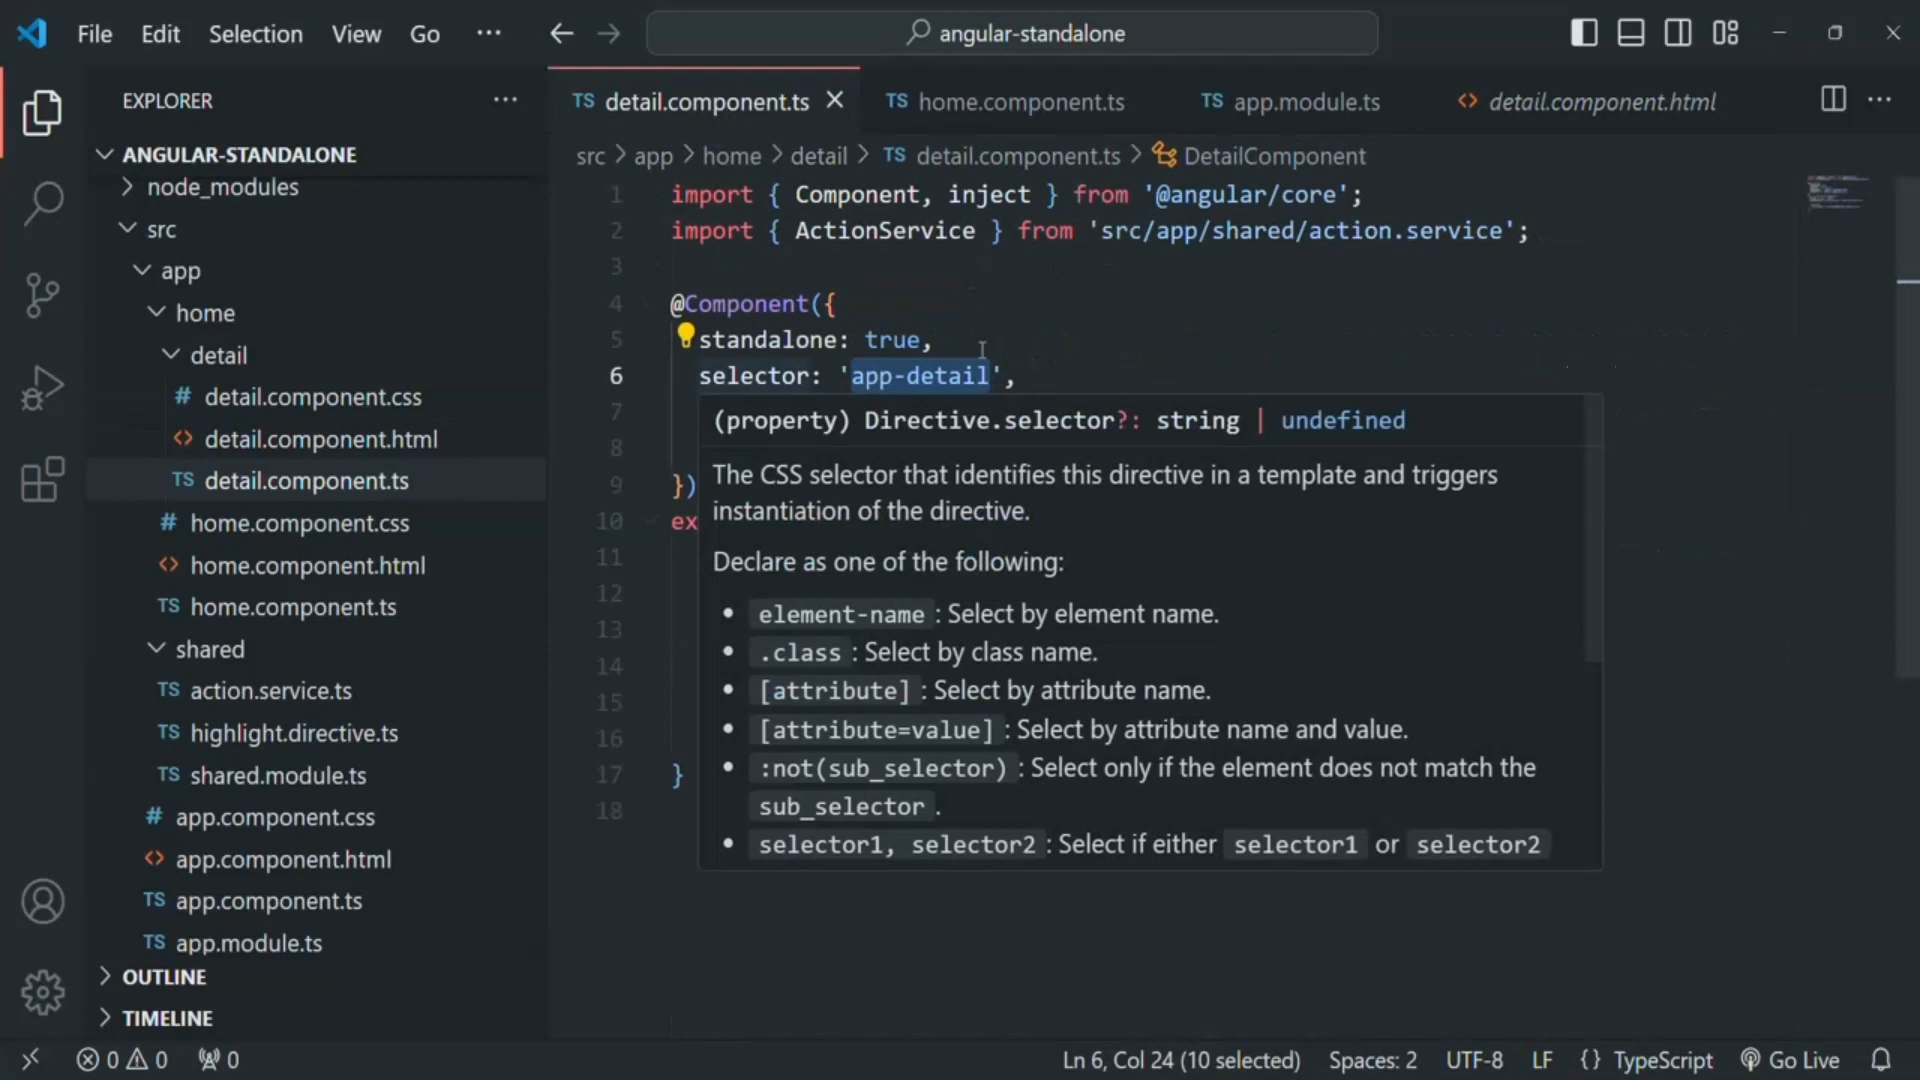 File Edit Selection View Go ··· angular-standalone
EXPLORER ···
ANGULAR-STANDALONE
node_modules
src
app
home
detail
# detail.component.css
<> detail.component.html
TS detail.component.ts
# home.component.css
<> home.component.html
TS home.component.ts
shared
TS action.service.ts
TS highlight.directive.ts
TS shared.module.ts
# app.component.css
<> app.component.html
TS app.component.ts
TS app.module.ts
OUTLINE
TIMELINE
TS detail.component.ts TS home.component.ts TS app.module.ts <> detail.component.html ···
src > app > home > detail > TS detail.component.ts > DetailComponent
1 import { Component, inject } from '@angular/core';
2 import { ActionService } from 'src/app/shared/action.service';
3
4 @Component({
5 standalone: true,
6 selector: 'app-detail',
7
8
9 })
10 ex
11
12
13
14
15
16
17 }
18
(property) Directive.selector?: string | undefined
The CSS selector that identifies this directive in a template and triggers
instantiation of the directive.
Declare as one of the following:
• element-name : Select by element name.
• .class : Select by class name.
• [attribute] : Select by attribute name.
• [attribute=value] : Select by attribute name and value.
• :not(sub_selector) : Select only if the element does not match the
sub_selector .
• selector1, selector2 : Select if either selector1 or selector2
0 0 0 Ln 6, Col 24 (10 selected) Spaces: 2 UTF-8 LF {} TypeScript Go Live